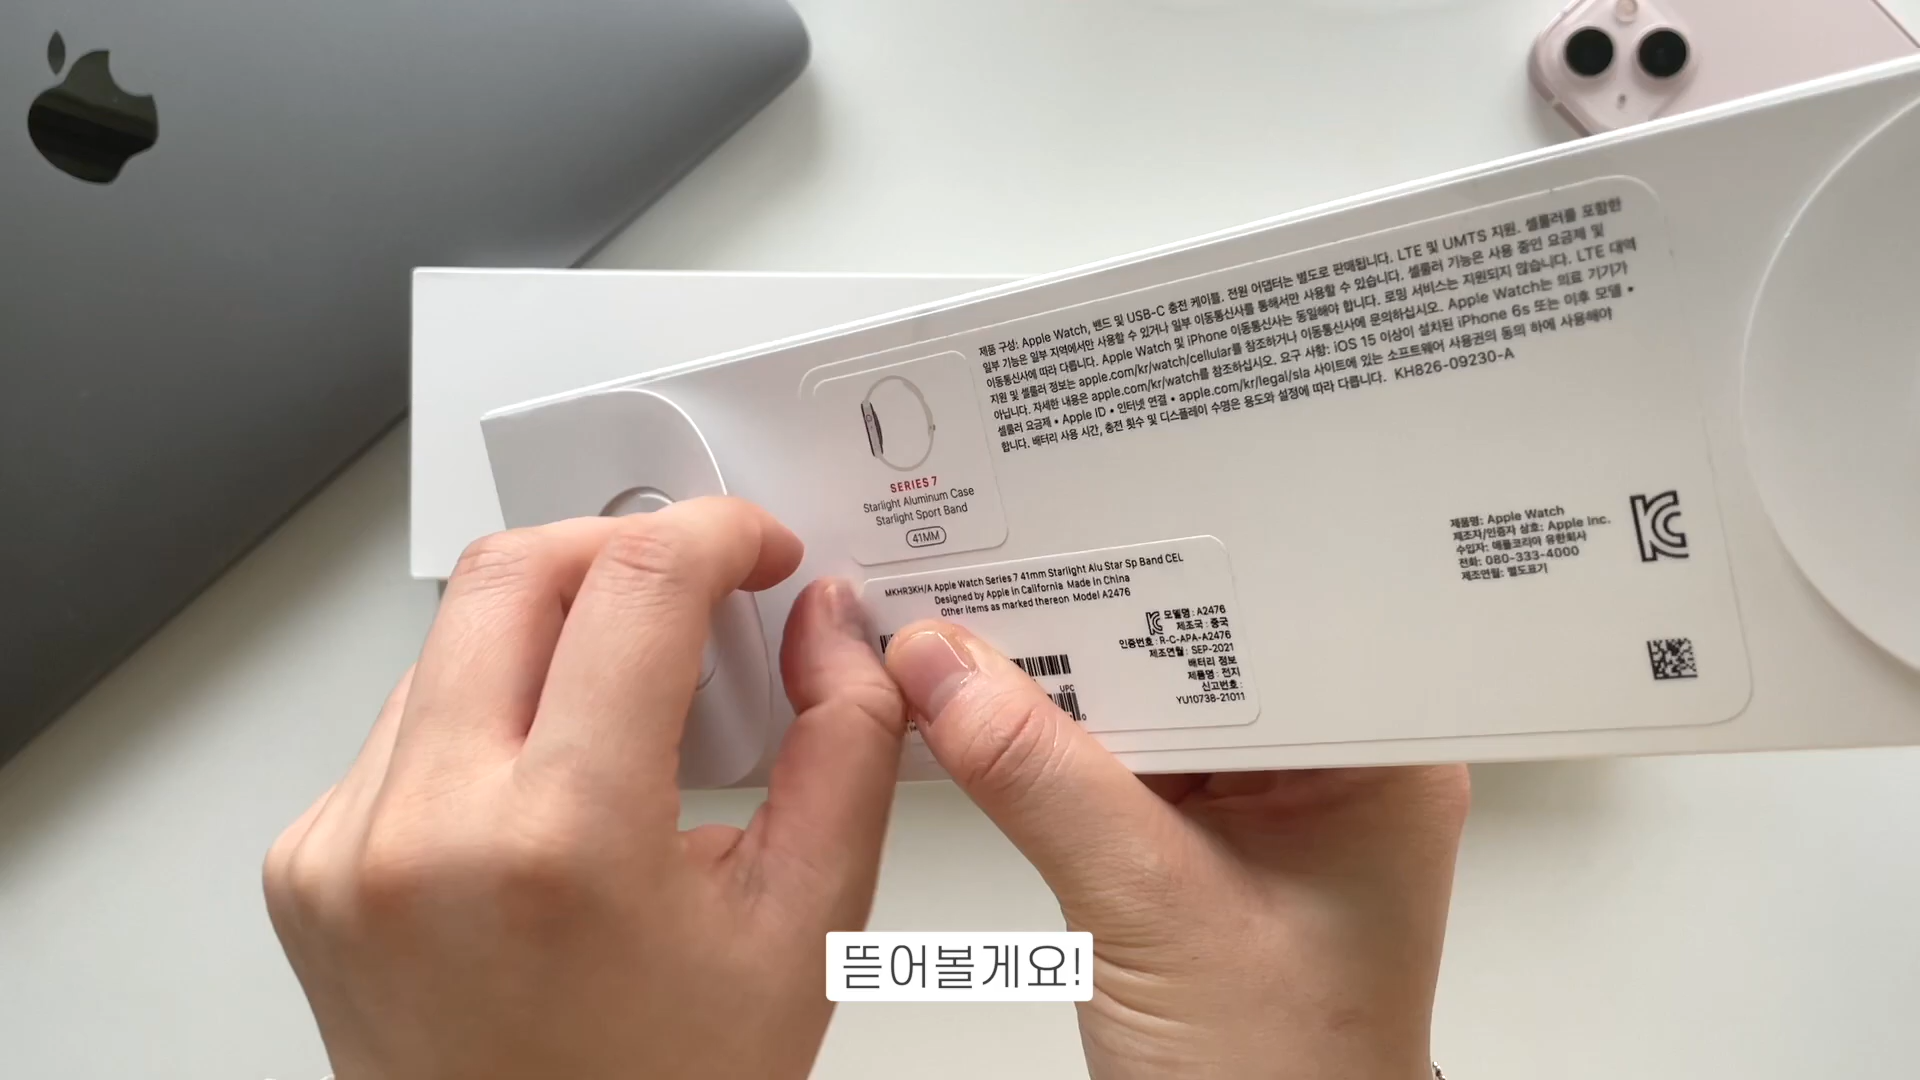 제품 구성: Apple Watch, 밴드 및 USB-C 충전 케이블. 전원 어댑터는 별도로 판매됩니다. LTE 및 UMTS 지원. 셀룰러를 포함한
일부 기능은 일부 지역에서만 사용할 수 있거나 일부 이동통신사를 통해서만 사용할 수 있습니다. 셀룰러 기능은 사용 중인 요금제 및
이동통신사에 따라 다릅니다. Apple Watch 및 iPhone 이동통신사는 동일해야 합니다. 로밍 서비스는 지원되지 않습니다. LTE 대역
지원 및 셀룰러 정보는 apple.com/kr/watch/cellular를 참조하거나 이동통신사에 문의하십시오. Apple Watch는 의료 기기가
아닙니다. 자세한 내용은 apple.com/kr/watch를 참조하십시오. 요구 사항: iOS 15 이상이 설치된 iPhone 6s 또는 이후 모델 •
셀룰러 요금제 • Apple ID • 인터넷 연결 • apple.com/kr/legal/sla 사이트에 있는 소프트웨어 사용권의 동의 하에 사용해야
합니다. 배터리 사용 시간, 충전 횟수 및 디스플레이 수명은 용도와 설정에 따라 다릅니다. KH826-09230-A
SERIES 7
Starlight Aluminum Case
Starlight Sport Band
41MM
MKHR3KH/A Apple Watch Series 7 41mm Starlight Alu Star Sp Band CEL
Designed by Apple in California Made in China
Other items as marked thereon Model A2476
모델명 : A2476
제조국 : 중국
인증번호 : R-C-APA-A2476
제조연월 : SEP-2021
배터리 정보
제품명 : 전지
신고번호 :
YU10738-21011
UPC
제품명: Apple Watch
제조자/인증자 상호: Apple Inc.
수입자: 애플코리아 유한회사
전화: 080-333-4000
제조연월: 별도표기
뜯어볼게요!